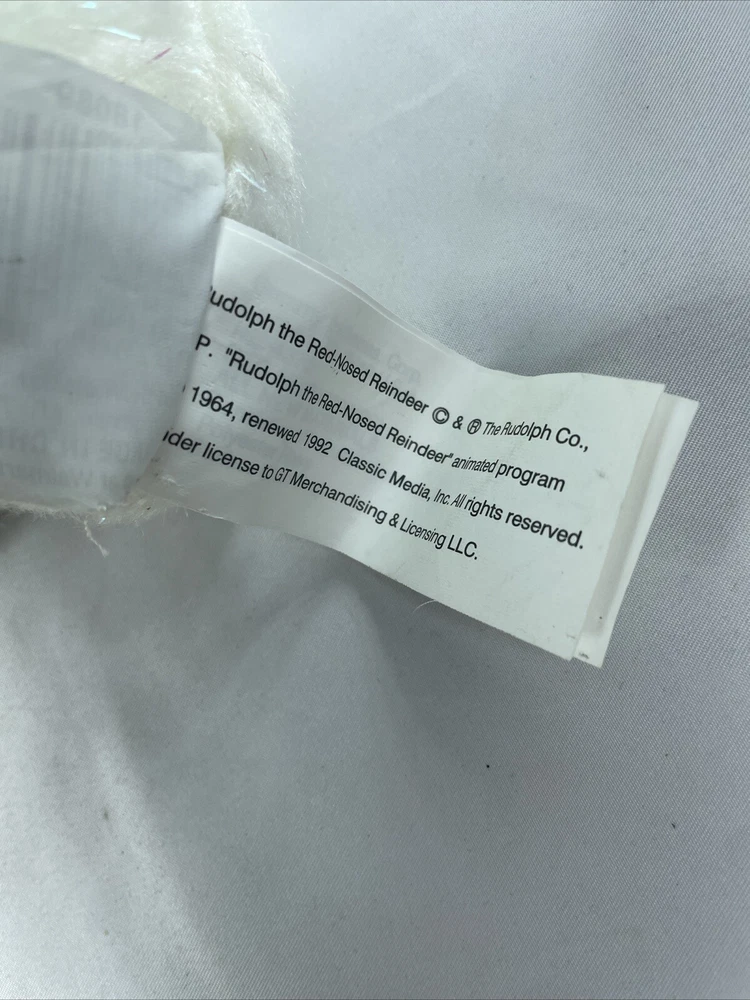 udolph the Red-Nosed Reindeer © & ® The Rudolph Co.,
P. "Rudolph the Red-Nosed Reindeer" animated program
1964, renewed 1992 Classic Media, Inc. All rights reserved.
der license to GT Merchandising & Licensing LLC.